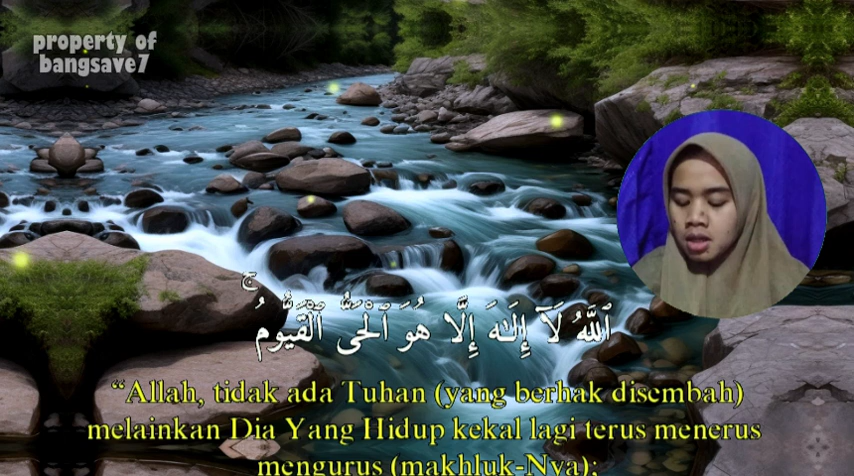 property of
bangsave7
ٱللَّهُ لَآ إِلَـٰهَ إِلَّا هُوَ ٱلْحَىُّ ٱلْقَيُّومُ ۚ
“Allah, tidak ada Tuhan (yang berhak disembah)
melainkan Dia Yang Hidup kekal lagi terus menerus
mengurus (makhluk-Nya);